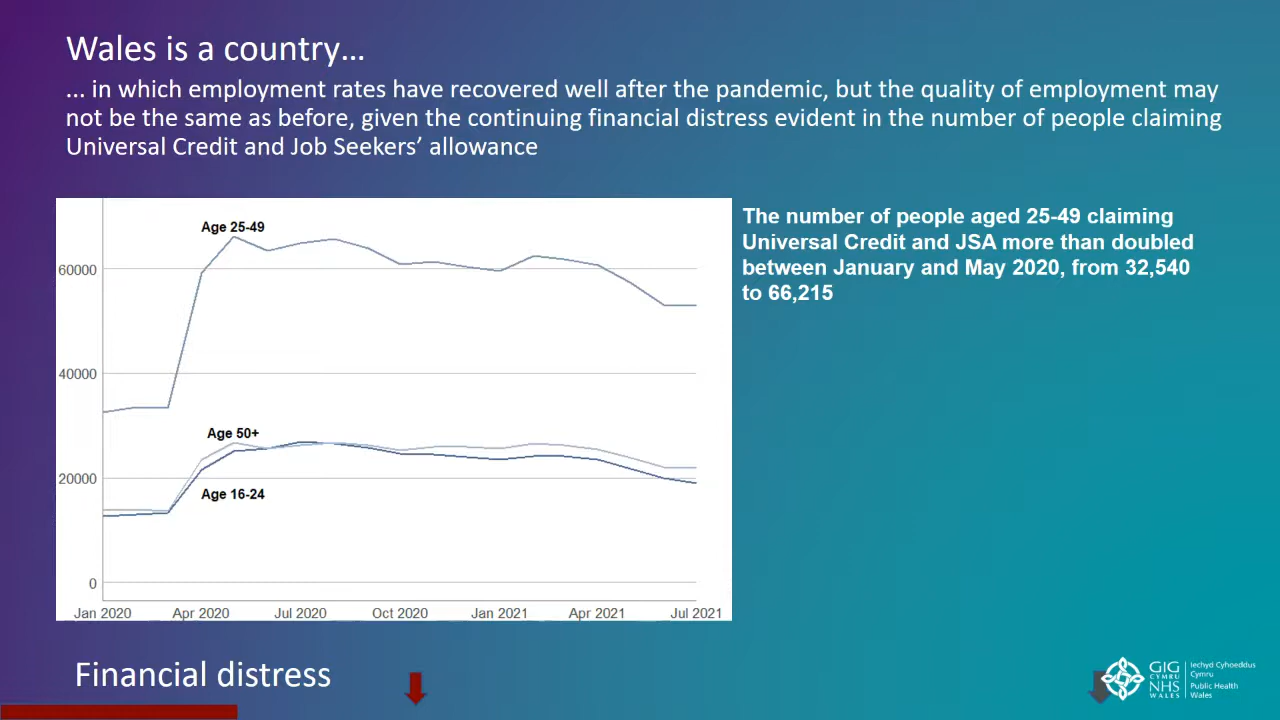 Wales is a country…
... in which employment rates have recovered well after the pandemic, but the quality of employment may
not be the same as before, given the continuing financial distress evident in the number of people claiming
Universal Credit and Job Seekers’ allowance
Age 25-49
60000
40000
Age 50+
20000
Age 16-24
0
Jan 2020
Apr 2020
Jul 2020
Oct 2020
Jan 2021
Apr 2021
Jul 2021
The number of people aged 25-49 claiming
Universal Credit and JSA more than doubled
between January and May 2020, from 32,540
to 66,215
Financial distress
GIG
CYMRU
NHS
WALES
Iechyd Cyhoeddus
Cymru
Public Health
Wales